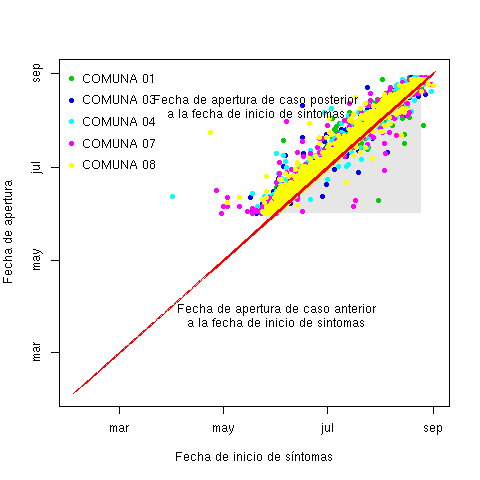 COMUNA 01
COMUNA 03
COMUNA 04
COMUNA 07
COMUNA 08
Fecha de apertura de caso posterior
a la fecha de inicio de sintomas
Fecha de apertura de caso anterior
a la fecha de inicio de sintomas
Fecha de apertura
sep
jul
may
mar
mar
may
jul
sep
Fecha de inicio de síntomas